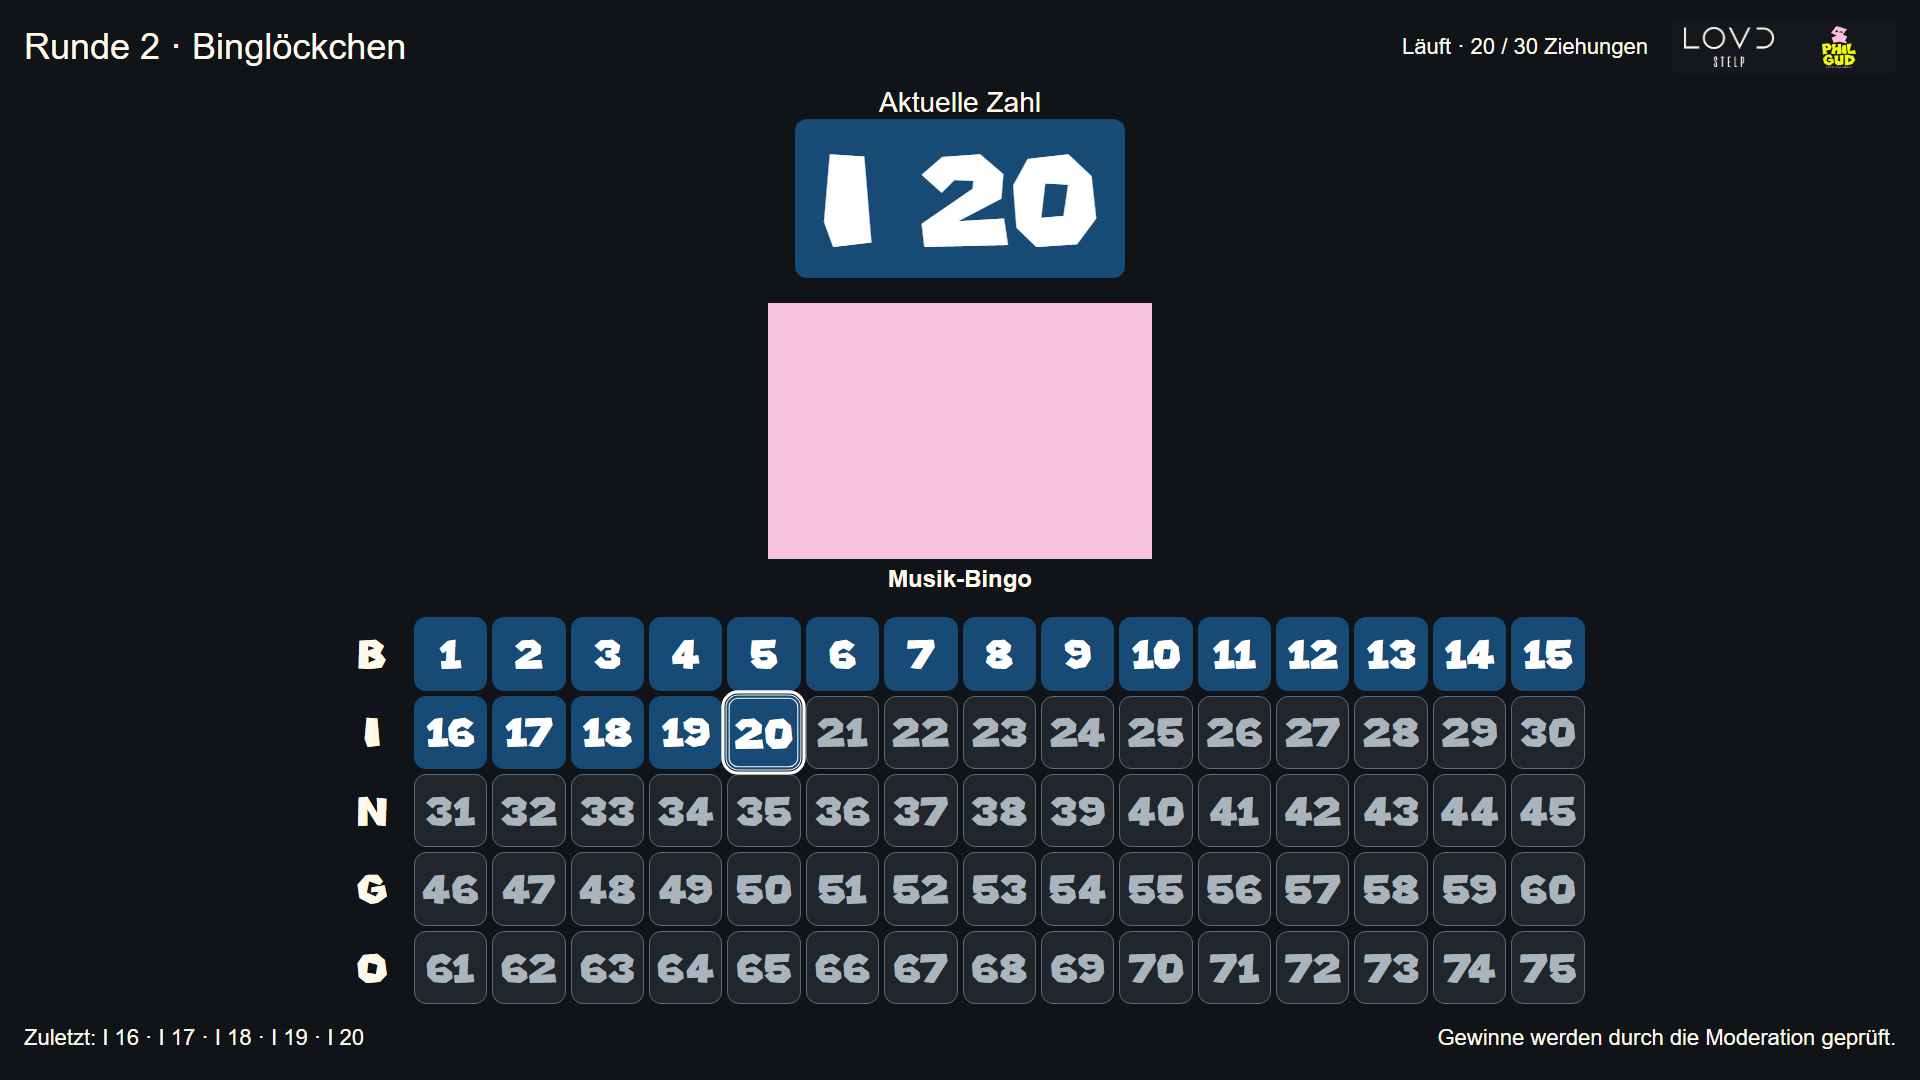 Runde 2 · Binglöckchen
Läuft · 20 / 30 Ziehungen
LOVD
STELP
PHIL
GUD
Aktuelle Zahl
I 20
Musik-Bingo
B 1 2 3 4 5 6 7 8 9 10 11 12 13 14 15
I 16 17 18 19 20 21 22 23 24 25 26 27 28 29 30
N 31 32 33 34 35 36 37 38 39 40 41 42 43 44 45
G 46 47 48 49 50 51 52 53 54 55 56 57 58 59 60
O 61 62 63 64 65 66 67 68 69 70 71 72 73 74 75
Zuletzt: I 16 · I 17 · I 18 · I 19 · I 20
Gewinne werden durch die Moderation geprüft.